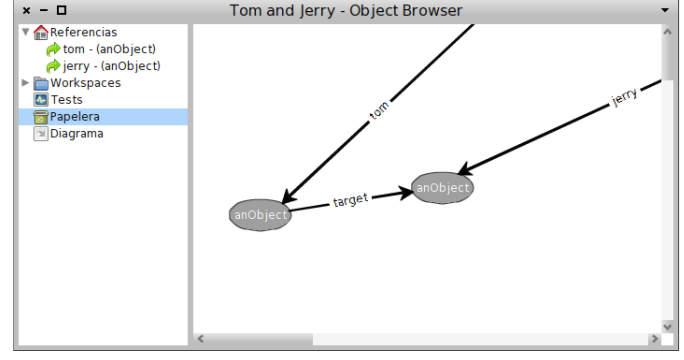 Tom and Jerry - Object Browser
Referencias
tom - (anObject)
jerry - (anObject)
Workspaces
Tests
Papelera
Diagrama
tom
jerry
anObject
target
anObject